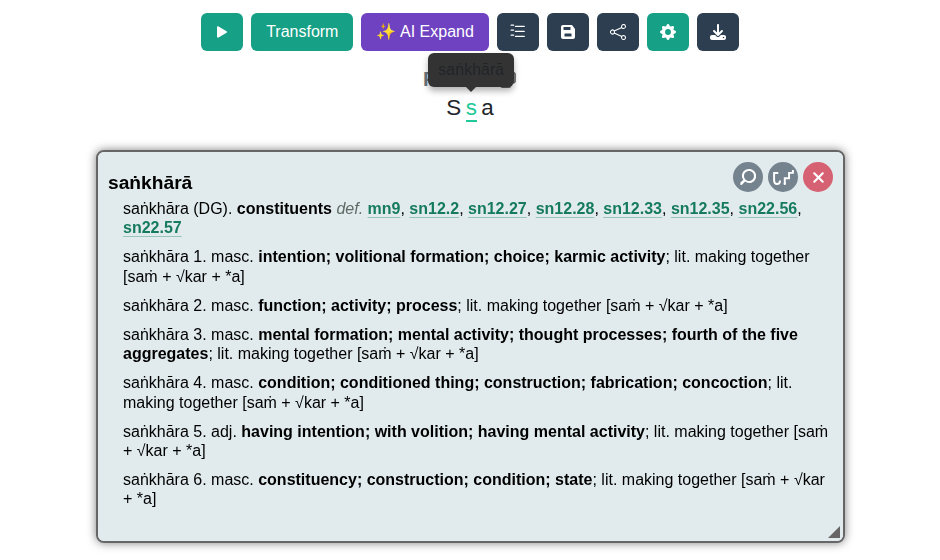 Transform ✨ AI Expand
saṅkhārā
S s a
saṅkhārā
saṅkhāra (DG). constituents def. mn9, sn12.2, sn12.27, sn12.28, sn12.33, sn12.35, sn22.56,
sn22.57
saṅkhāra 1. masc. intention; volitional formation; choice; karmic activity; lit. making together
[saṁ + √kar + *a]
saṅkhāra 2. masc. function; activity; process; lit. making together [saṁ + √kar + *a]
saṅkhāra 3. masc. mental formation; mental activity; thought processes; fourth of the five
aggregates; lit. making together [saṁ + √kar + *a]
saṅkhāra 4. masc. condition; conditioned thing; construction; fabrication; concoction; lit.
making together [saṁ + √kar + *a]
saṅkhāra 5. adj. having intention; with volition; having mental activity; lit. making together [saṁ
+ √kar + *a]
saṅkhāra 6. masc. constituency; construction; condition; state; lit. making together [saṁ + √kar
+ *a]